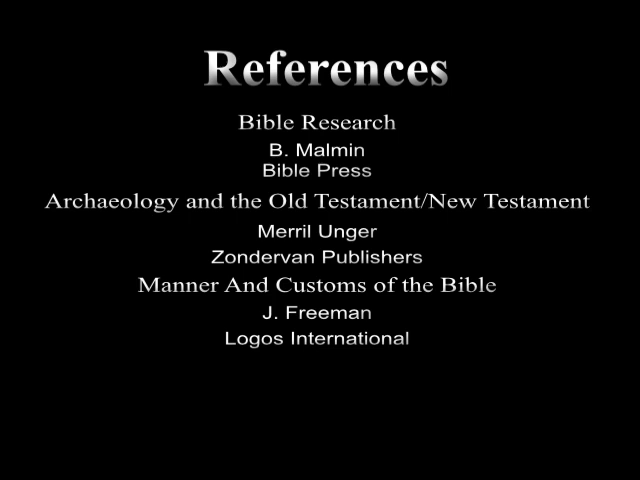 References
Bible Research
B. Malmin
Bible Press
Archaeology and the Old Testament/New Testament
Merril Unger
Zondervan Publishers
Manner And Customs of the Bible
J. Freeman
Logos International